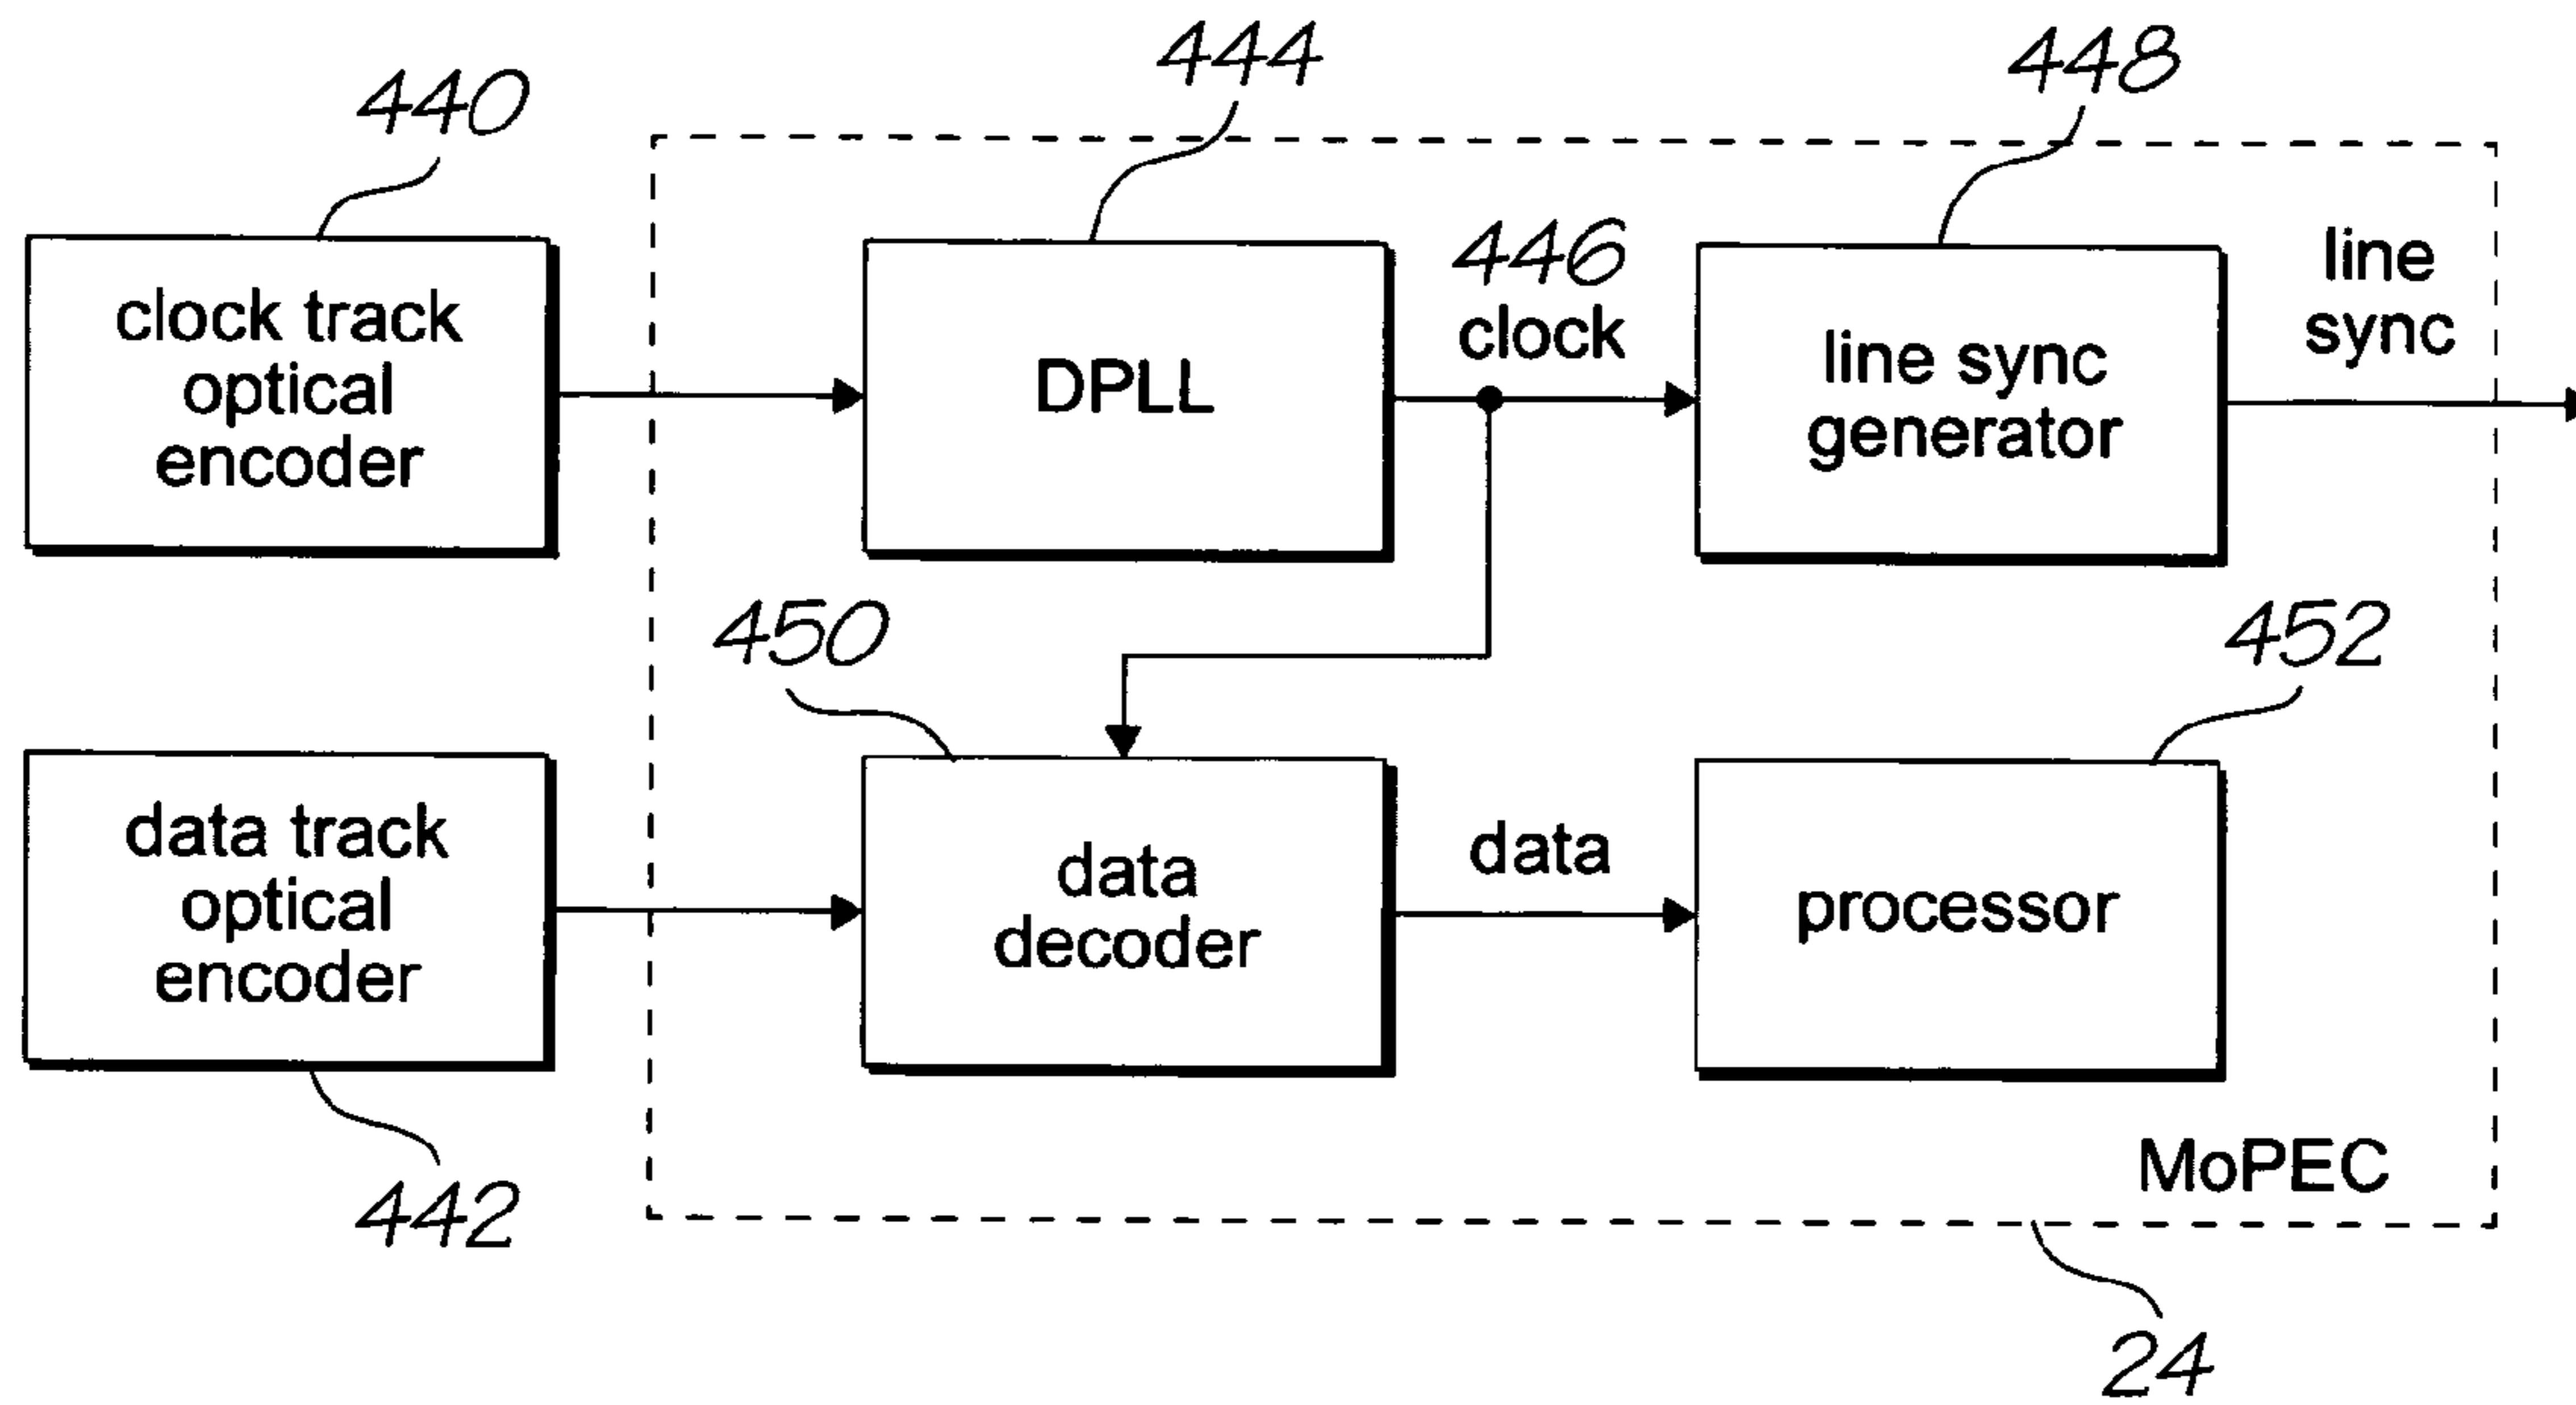 440
444
448
clock track
optical
encoder
DPLL
446
clock
line sync
generator
line
sync
450
452
data track
optical
encoder
data
decoder
data
processor
442
MoPEC
24